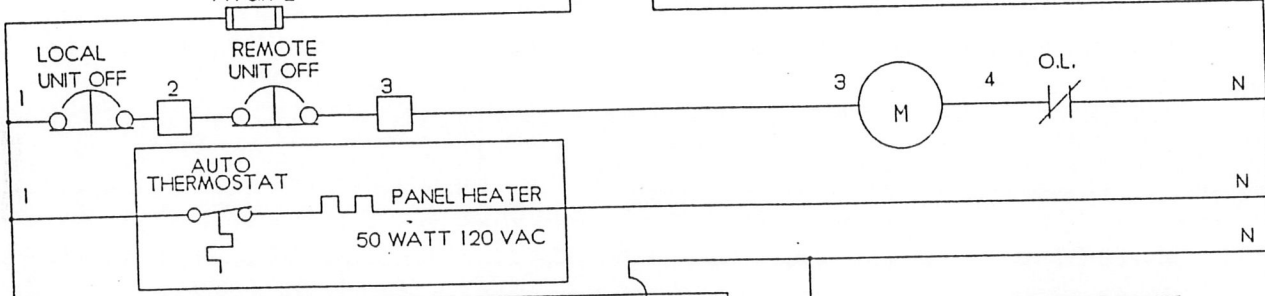 LOCAL
UNIT OFF
REMOTE
UNIT OFF
O.L.
1
2
3
3
M
4
N
AUTO
THERMOSTAT
1
PANEL HEATER
N
50 WATT 120 VAC
N